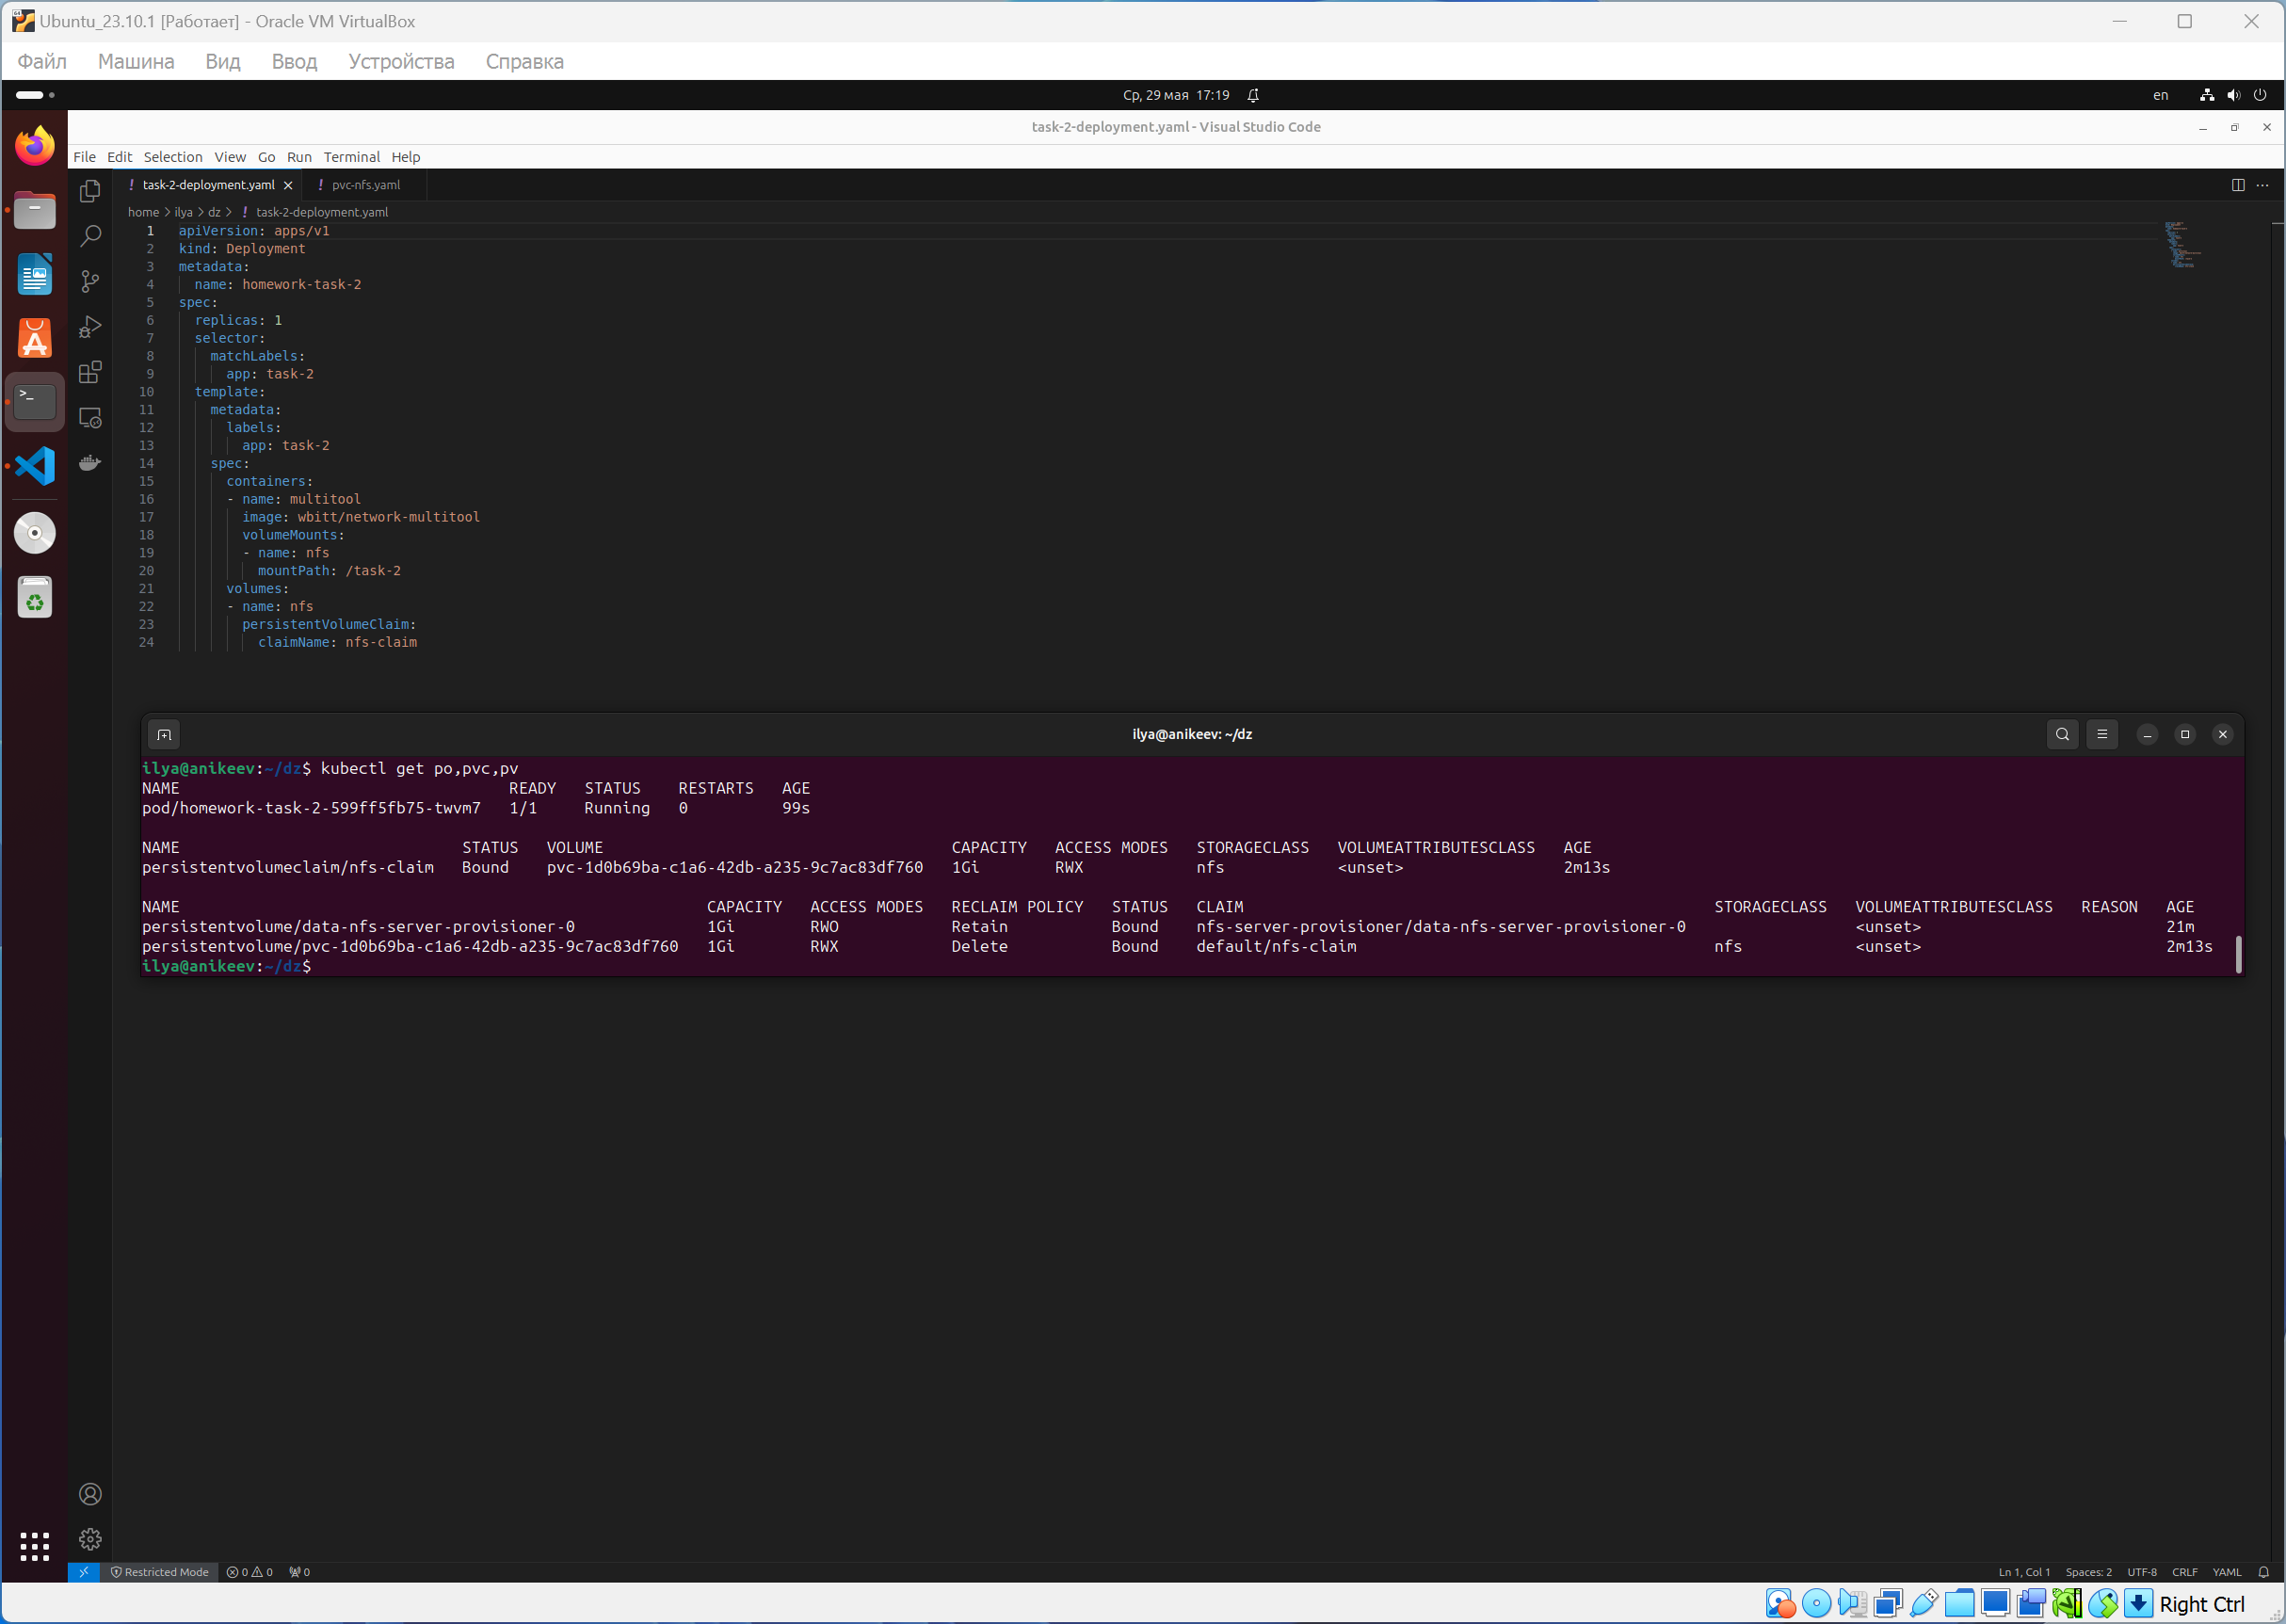 Ubuntu_23.10.1 [Работает] - Oracle VM VirtualBox
Файл Машина Вид Ввод Устройства Справка
Ср, 29 мая 17:19
en
task-2-deployment.yaml - Visual Studio Code
File Edit Selection View Go Run Terminal Help
! task-2-deployment.yaml ! pvc-nfs.yaml
home > ilya > dz > ! task-2-deployment.yaml
1 apiVersion: apps/v1
2 kind: Deployment
3 metadata:
4   name: homework-task-2
5 spec:
6   replicas: 1
7   selector:
8     matchLabels:
9       app: task-2
10   template:
11     metadata:
12       labels:
13         app: task-2
14     spec:
15       containers:
16       - name: multitool
17         image: wbitt/network-multitool
18         volumeMounts:
19         - name: nfs
20           mountPath: /task-2
21       volumes:
22       - name: nfs
23         persistentVolumeClaim:
24           claimName: nfs-claim
ilya@anikeev: ~/dz
ilya@anikeev:~/dz$ kubectl get po,pvc,pv
NAME READY STATUS RESTARTS AGE
pod/homework-task-2-599ff5fb75-twvm7 1/1 Running 0 99s
NAME STATUS VOLUME CAPACITY ACCESS MODES STORAGECLASS VOLUMEATTRIBUTESCLASS AGE
persistentvolumeclaim/nfs-claim Bound pvc-1d0b69ba-c1a6-42db-a235-9c7ac83df760 1Gi RWX nfs <unset> 2m13s
NAME CAPACITY ACCESS MODES RECLAIM POLICY STATUS CLAIM STORAGECLASS VOLUMEATTRIBUTESCLASS REASON AGE
persistentvolume/data-nfs-server-provisioner-0 1Gi RWO Retain Bound nfs-server-provisioner/data-nfs-server-provisioner-0 <unset> 21m
persistentvolume/pvc-1d0b69ba-c1a6-42db-a235-9c7ac83df760 1Gi RWX Delete Bound default/nfs-claim nfs <unset> 2m13s
ilya@anikeev:~/dz$
Restricted Mode 0 0 0
Ln 1, Col 1 Spaces: 2 UTF-8 CRLF YAML
Right Ctrl